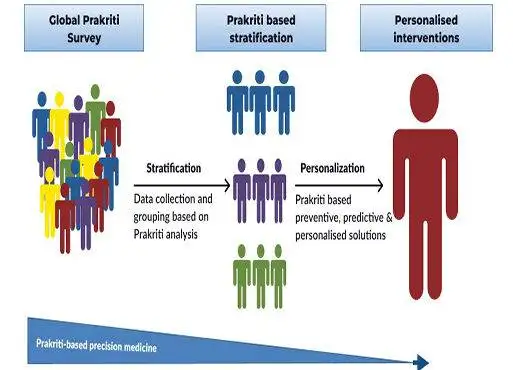 Global Prakriti
Survey
Prakriti based
stratification
Personalised
interventions
Stratification
Data collection and
grouping based on
Prakriti analysis
Personalization
Prakriti based
preventive, predictive &
personalised solutions
Prakriti-based precision medicine